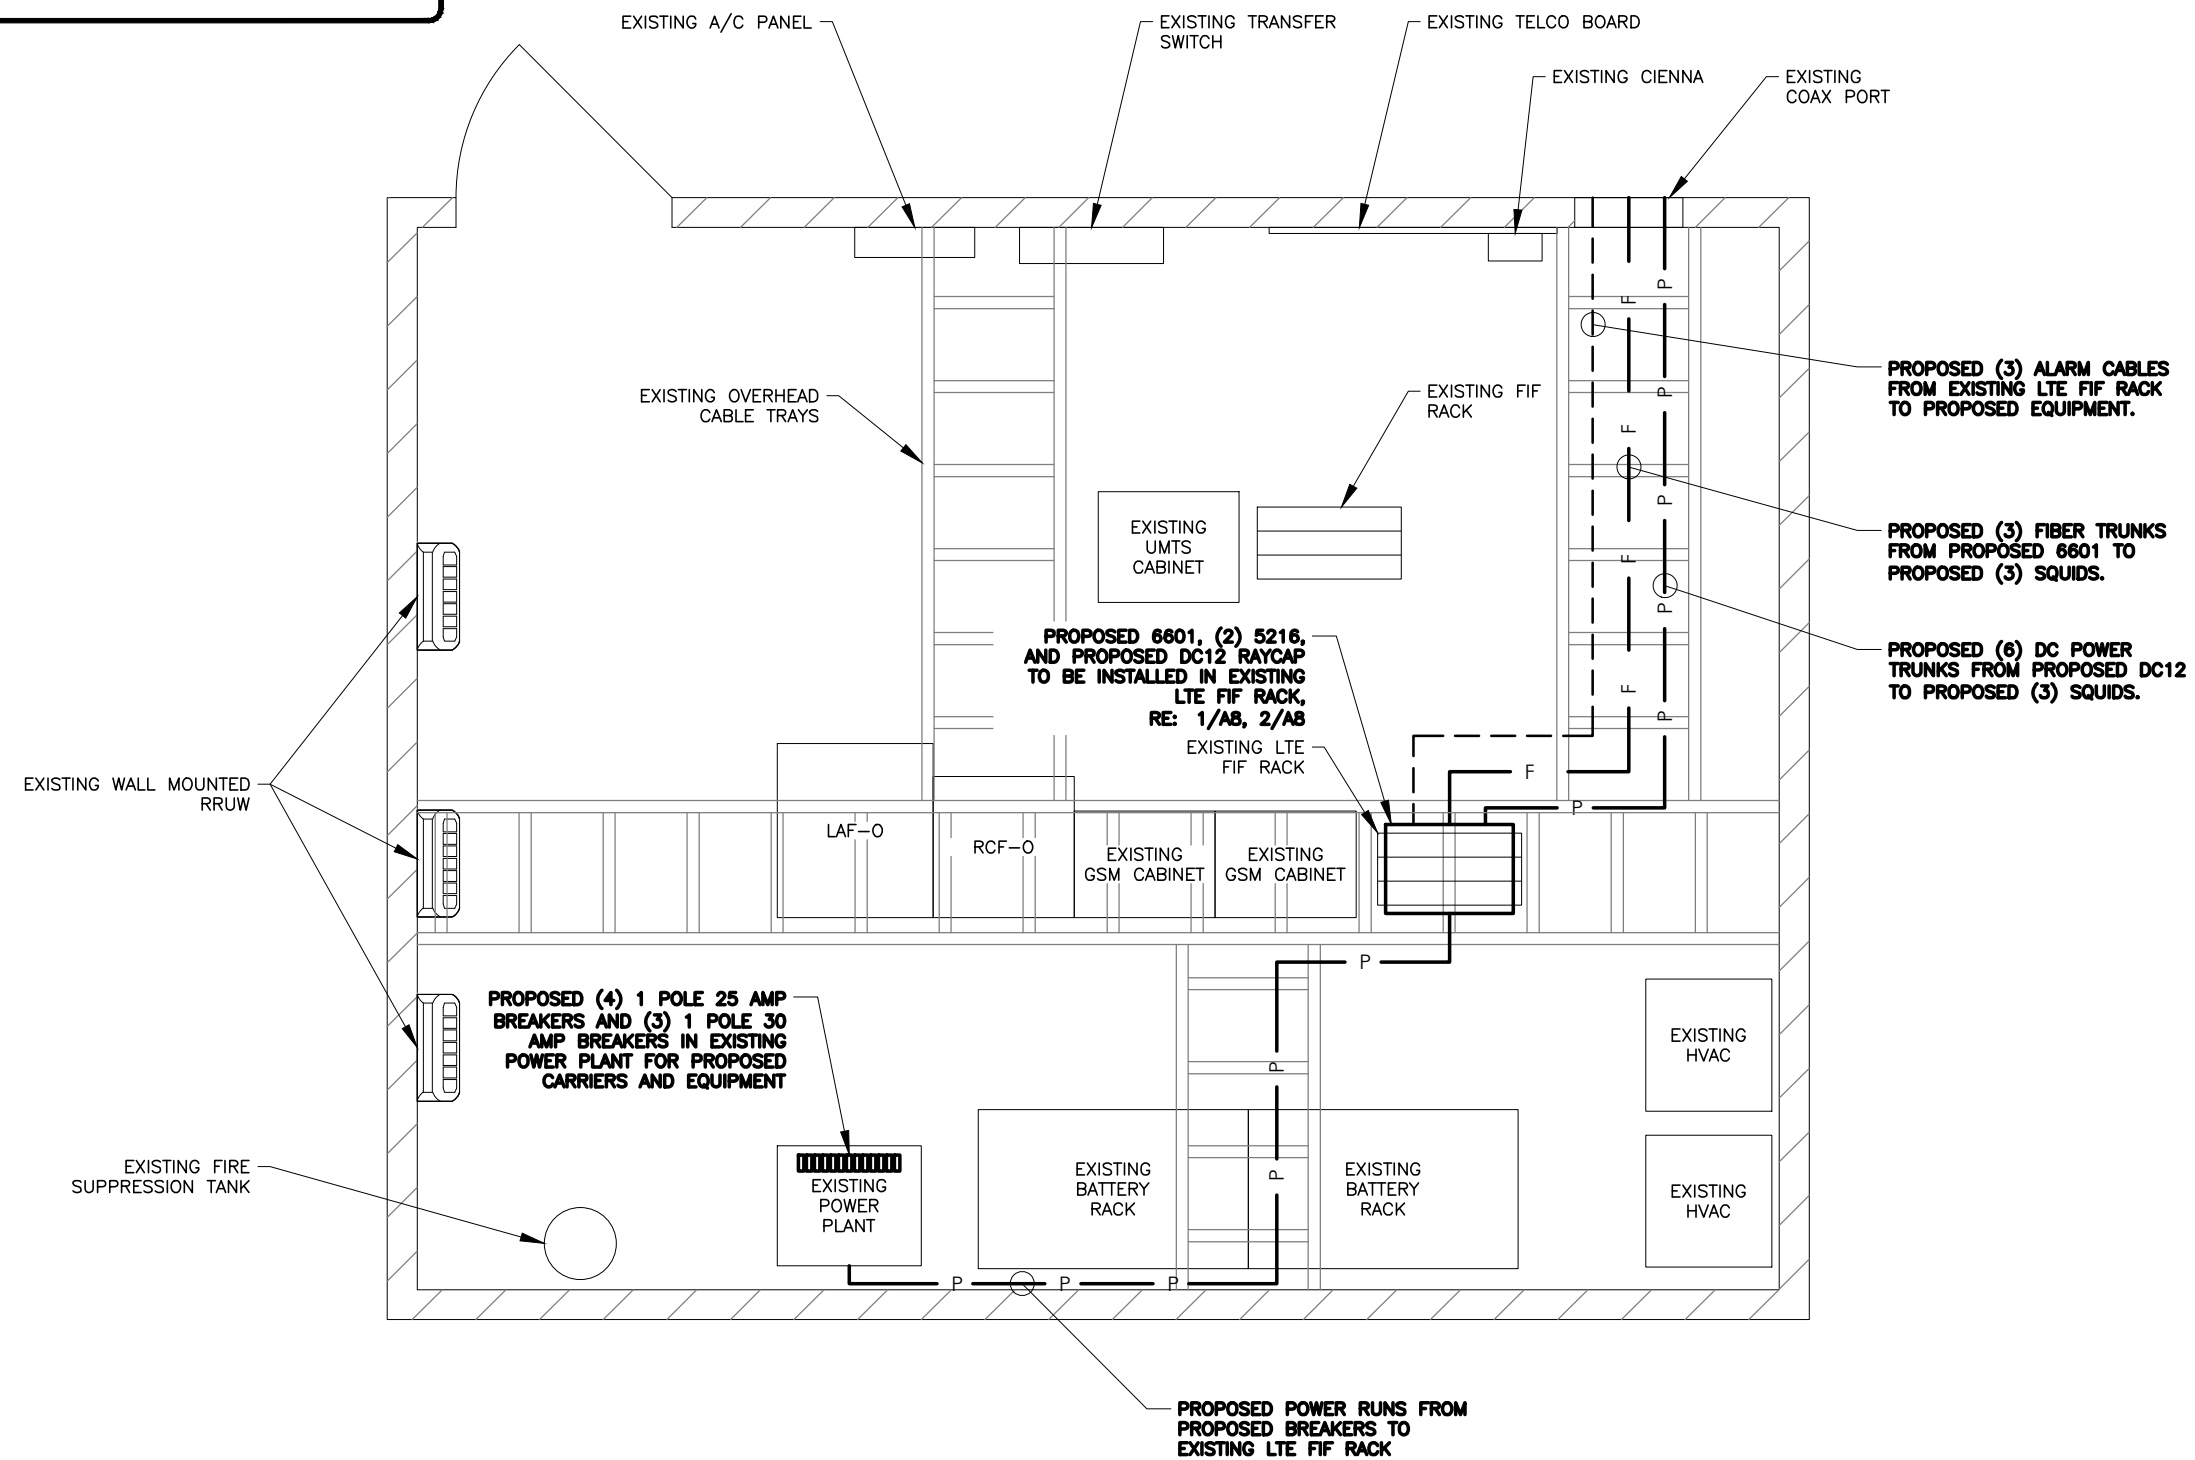 EXISTING A/C PANEL
EXISTING TRANSFER
SWITCH
EXISTING TELCO BOARD
EXISTING CIENNA
EXISTING
COAX PORT
P
F
PROPOSED (3) ALARM CABLES
FROM EXISTING LTE FIF RACK
TO PROPOSED EQUIPMENT.
EXISTING OVERHEAD
CABLE TRAYS
EXISTING FIF
RACK
P
F
P
EXISTING
UMTS
CABINET
PROPOSED (3) FIBER TRUNKS
FROM PROPOSED 6601 TO
PROPOSED (3) SQUIDS.
F
P
PROPOSED 6601, (2) 5216,
AND PROPOSED DC12 RAYCAP
TO BE INSTALLED IN EXISTING
LTE FIF RACK,
RE: 1/A8, 2/A8
PROPOSED (6) DC POWER
TRUNKS FROM PROPOSED DC12
TO PROPOSED (3) SQUIDS.
F
P
EXISTING LTE
FIF RACK
F
P
EXISTING WALL MOUNTED
RRUW
LAF-O
RCF-O
EXISTING
GSM CABINET
EXISTING
GSM CABINET
P
PROPOSED (4) 1 POLE 25 AMP
BREAKERS AND (3) 1 POLE 30
AMP BREAKERS IN EXISTING
POWER PLANT FOR PROPOSED
CARRIERS AND EQUIPMENT
P
EXISTING
HVAC
EXISTING FIRE
SUPPRESSION TANK
EXISTING
POWER
PLANT
EXISTING
BATTERY
RACK
P
EXISTING
BATTERY
RACK
EXISTING
HVAC
P
P
P
PROPOSED POWER RUNS FROM
PROPOSED BREAKERS TO
EXISTING LTE FIF RACK